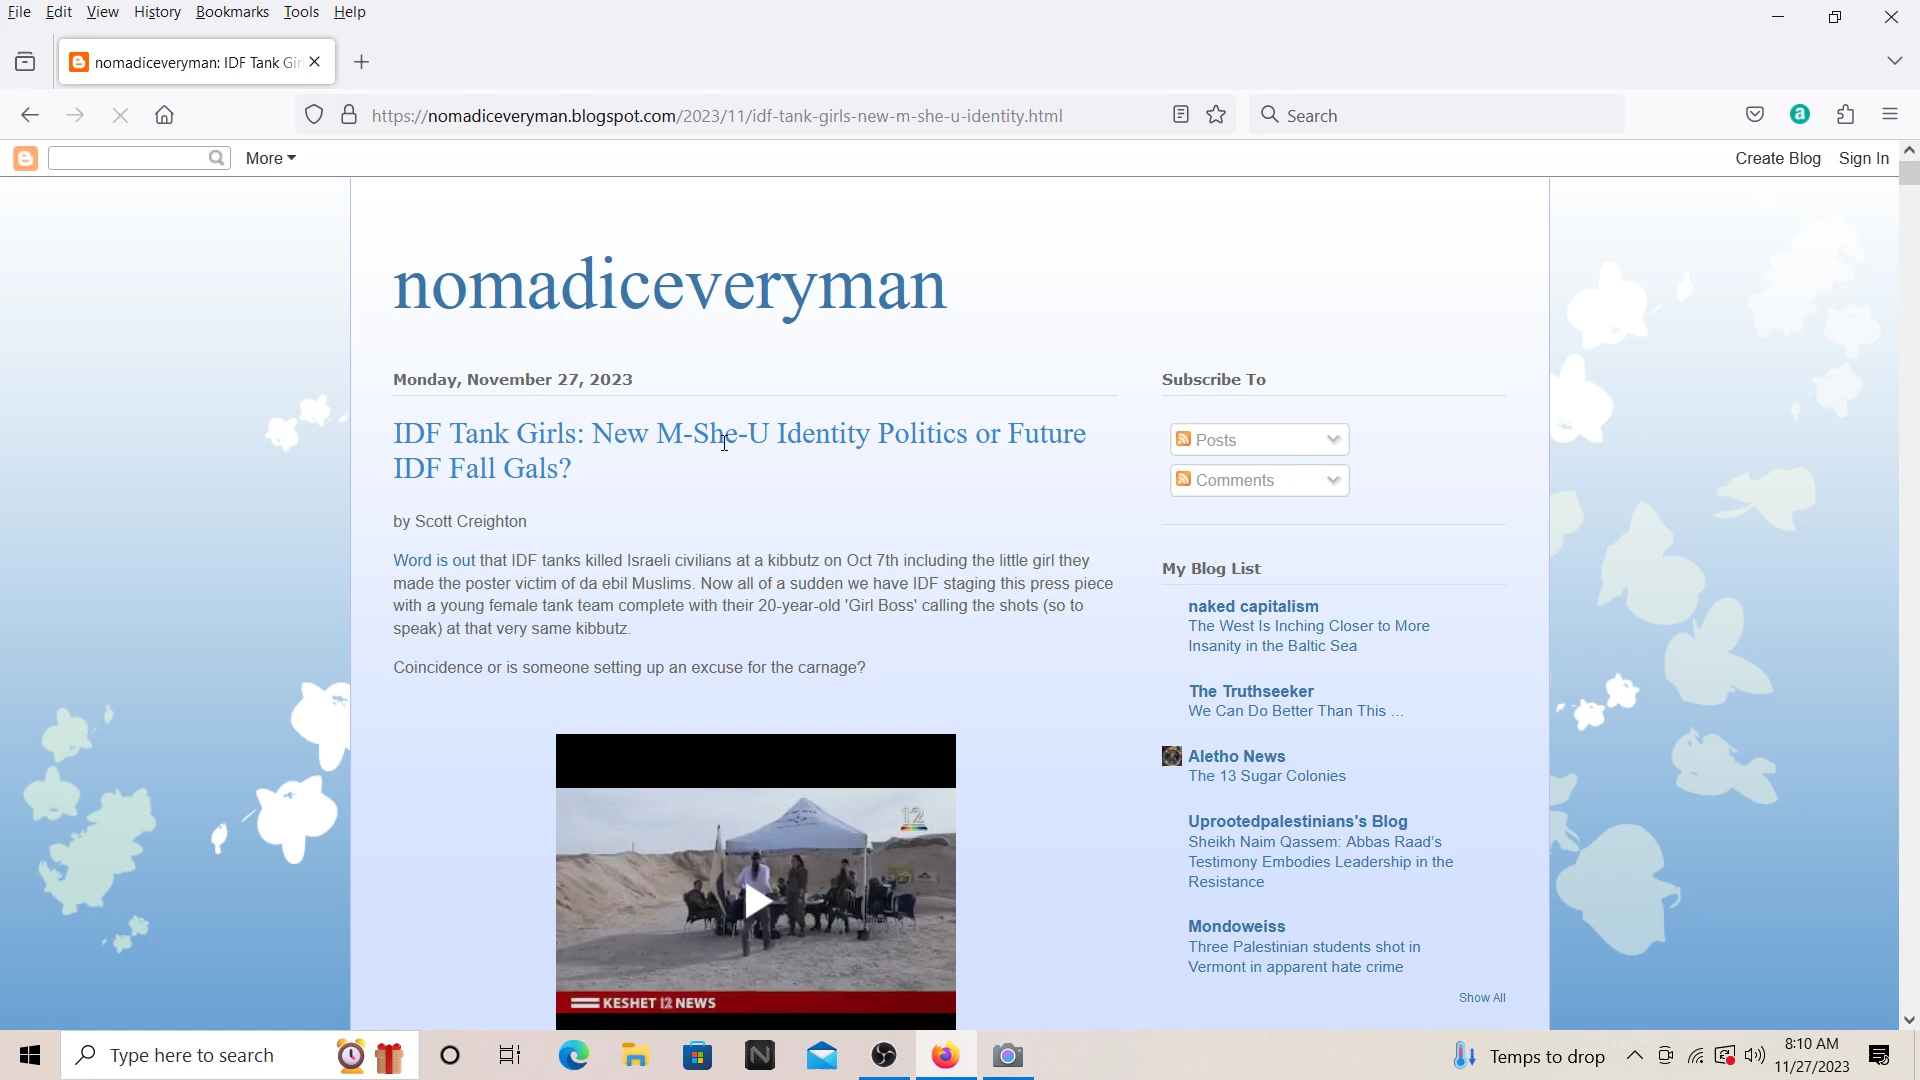 File Edit View History Bookmarks Tools Help
nomadiceveryman: IDF Tank Gir
https://nomadiceveryman.blogspot.com/2023/11/idf-tank-girls-new-m-she-u-identity.html
Search
More
Create Blog Sign In
nomadiceveryman
Monday, November 27, 2023
IDF Tank Girls: New M-She-U Identity Politics or Future
IDF Fall Gals?
by Scott Creighton
Word is out that IDF tanks killed Israeli civilians at a kibbutz on Oct 7th including the little girl they
made the poster victim of da ebil Muslims. Now all of a sudden we have IDF staging this press piece
with a young female tank team complete with their 20-year-old 'Girl Boss' calling the shots (so to
speak) at that very same kibbutz.
Coincidence or is someone setting up an excuse for the carnage?
12
KESHET 12 NEWS
Subscribe To
Posts
Comments
My Blog List
naked capitalism
The West Is Inching Closer to More
Insanity in the Baltic Sea
The Truthseeker
We Can Do Better Than This ...
Aletho News
The 13 Sugar Colonies
Uprootedpalestinians's Blog
Sheikh Naim Qassem: Abbas Raad's
Testimony Embodies Leadership in the
Resistance
Mondoweiss
Three Palestinian students shot in
Vermont in apparent hate crime
Show All
Type here to search
Temps to drop
8:10 AM
11/27/2023